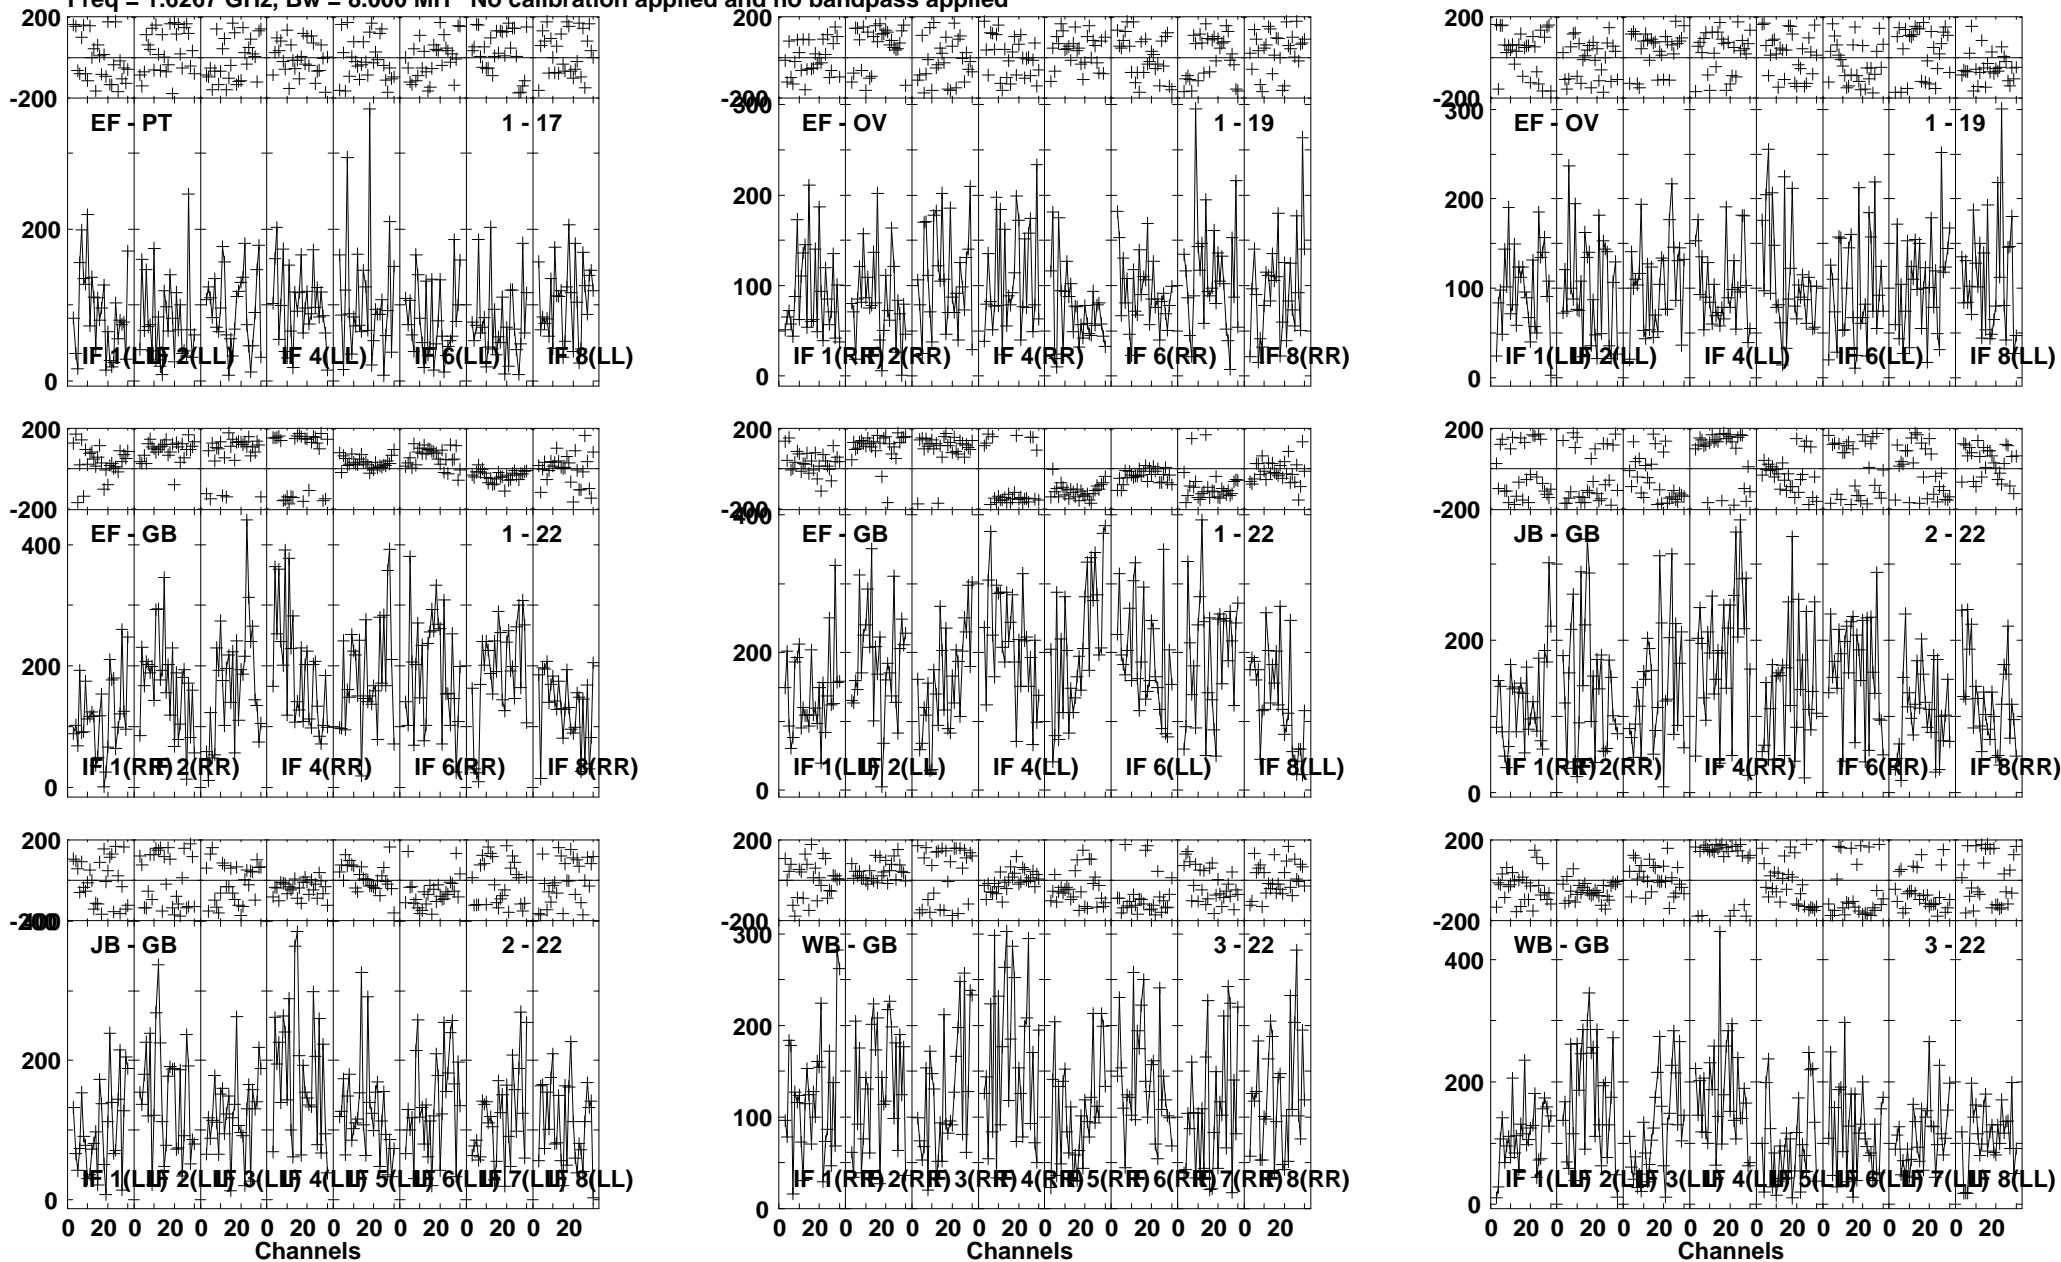 Freq = 1.6267 GHz, Bw = 8.000 MH No calibration applied and no bandpass applied
200
-200
EF - PT 1 - 17
200
0
IF 1(LL) IF 2(LL) IF 4(LL) IF 6(LL) IF 8(LL)
200
-200
300
EF - OV 1 - 19
200
100
0
IF 1(RR) IF 2(RR) IF 4(RR) IF 6(RR) IF 8(RR)
200
-200
300
EF - OV 1 - 19
200
100
0
IF 1(LL) IF 2(LL) IF 4(LL) IF 6(LL) IF 8(LL)
200
-200
EF - GB 1 - 22
400
200
0
IF 1(RR) IF 2(RR) IF 4(RR) IF 6(RR) IF 8(RR)
200
-200
400
EF - GB 1 - 22
200
0
IF 1(LL) IF 2(LL) IF 4(LL) IF 6(LL) IF 8(LL)
200
-200
JB - GB 2 - 22
200
0
IF 1(RR) IF 2(RR) IF 4(RR) IF 6(RR) IF 8(RR)
200
-200
400
JB - GB 2 - 22
200
0
IF 1(LL) IF 2(LL) IF 3(LL) IF 4(LL) IF 5(LL) IF 6(LL) IF 7(LL) IF 8(LL)
0 20 0 20 0 20 0 20 0 20 0 20 0 20 0 20
Channels
200
-200
300
WB - GB 3 - 22
200
100
0
IF 1(RR) IF 2(RR) IF 3(RR) IF 4(RR) IF 5(RR) IF 6(RR) IF 7(RR) IF 8(RR)
0 20 0 20 0 20 0 20 0 20 0 20 0 20 0 20
Channels
200
-200
WB - GB 3 - 22
400
200
0
IF 1(LL) IF 2(LL) IF 3(LL) IF 4(LL) IF 5(LL) IF 6(LL) IF 7(LL) IF 8(LL)
0 20 0 20 0 20 0 20 0 20 0 20 0 20 0 20
Channels